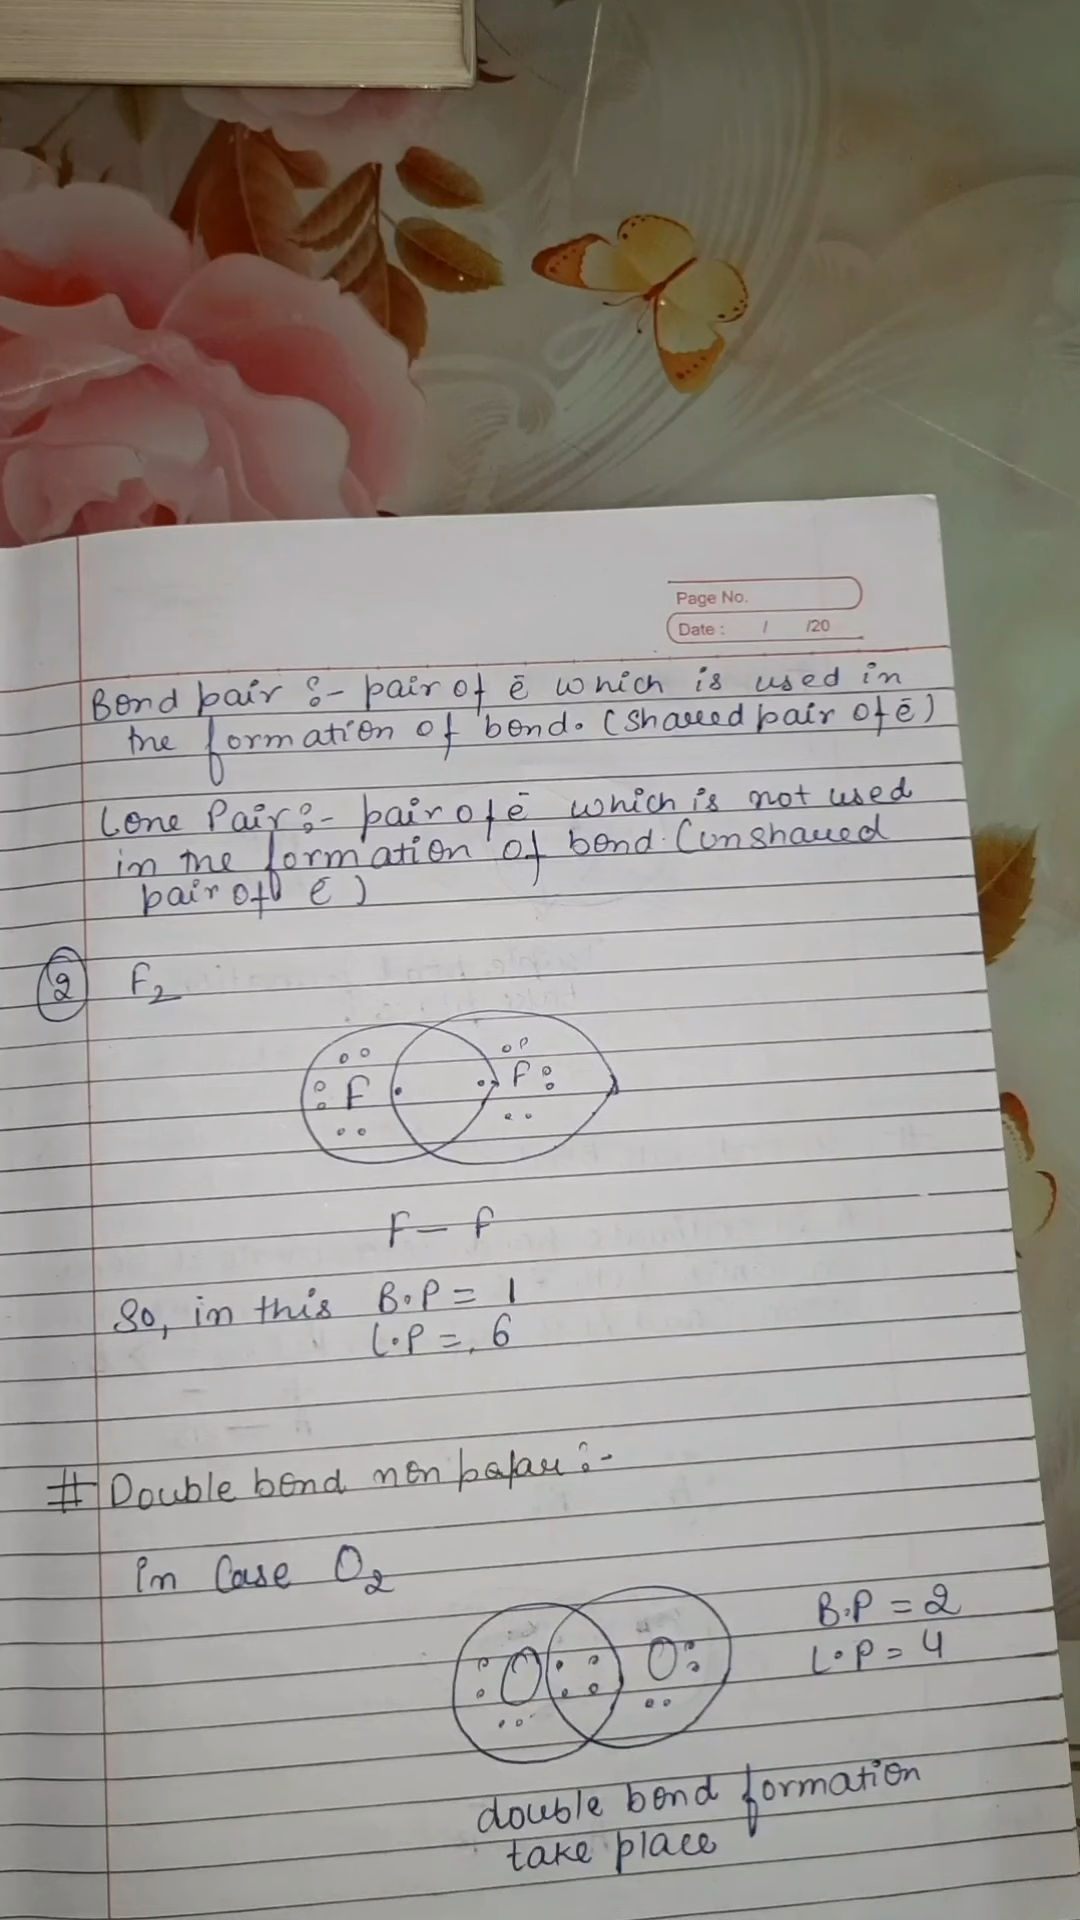 Page No.
Date : / /20
Bond pair :- pair of ē which is used in
the formation of bond. (shared pair of ē)
Lone Pair :- pair of ē which is not used
in the formation of bond. (unshared
pair of ē)
2 F₂
F F
F — F
So, in this B.P = 1
L.P = 6
# Double bond non polar :-
in Case O₂
B.P = 2
O O
L.P = 4
double bond formation
take place